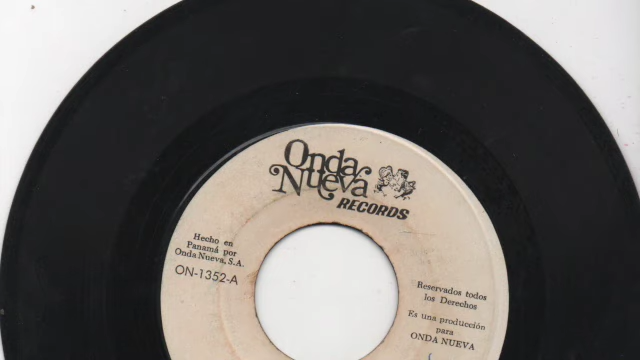 Onda
Nueva
RECORDS
Hecho en
Panamá por
Onda Nueva, S.A.
ON-1352-A
Reservados todos
los Derechos
Es una producción
para
ONDA NUEVA